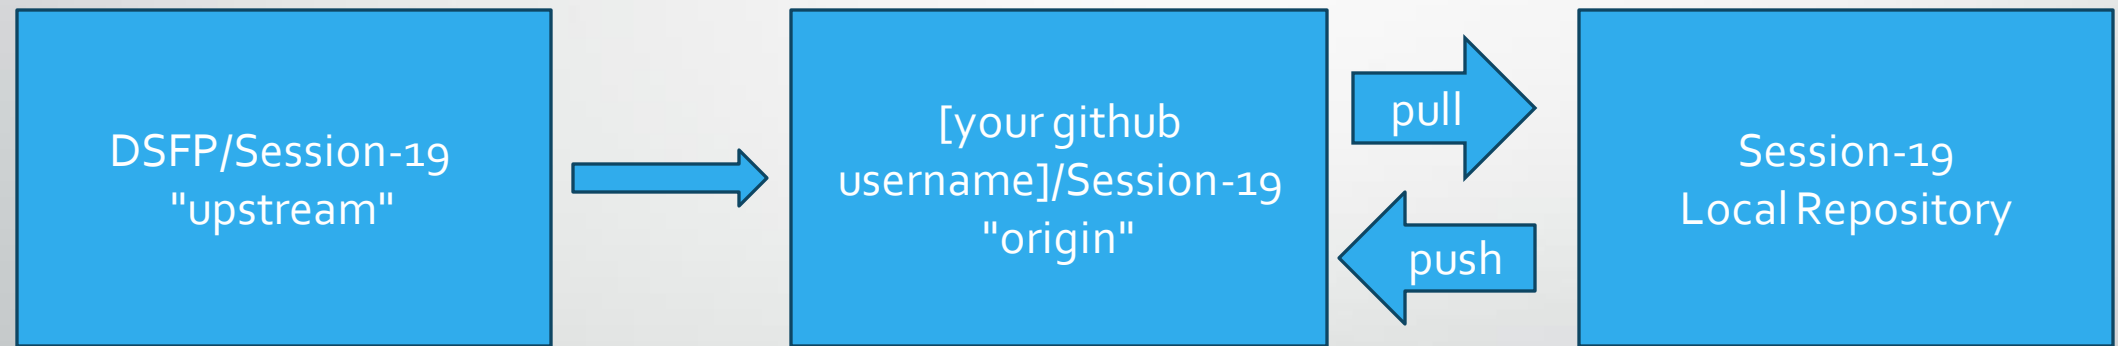 DSFP/Session-19
"upstream"
[your github
username]/Session-19
"origin"
pull
push
Session-19
Local Repository